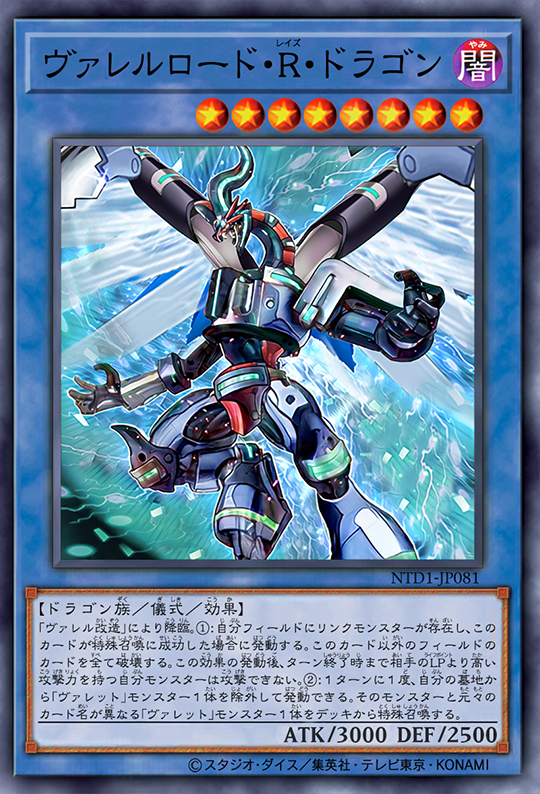 レイズ
ヴァレルロード・R・ドラゴン
やみ
闇
NTD1-JP081
【ドラゴン族／儀式／効果】
「ヴァレル改造」により降臨。①:自分フィールドにリンクモンスターが存在し、この
カードが特殊召喚に成功した場合に発動する。このカード以外のフィールドの
カードを全て破壊する。この効果の発動後、ターン終了時まで相手のLPより高い
攻撃力を持つ自分モンスターは攻撃できない。②:１ターンに１度、自分の墓地か
ら「ヴァレット」モンスター１体を除外して発動できる。そのモンスターと元々の
カード名が異なる「ヴァレット」モンスター１体をデッキから特殊召喚する。
ATK/3000 DEF/2500
©スタジオ・ダイス／集英社・テレビ東京・KONAMI